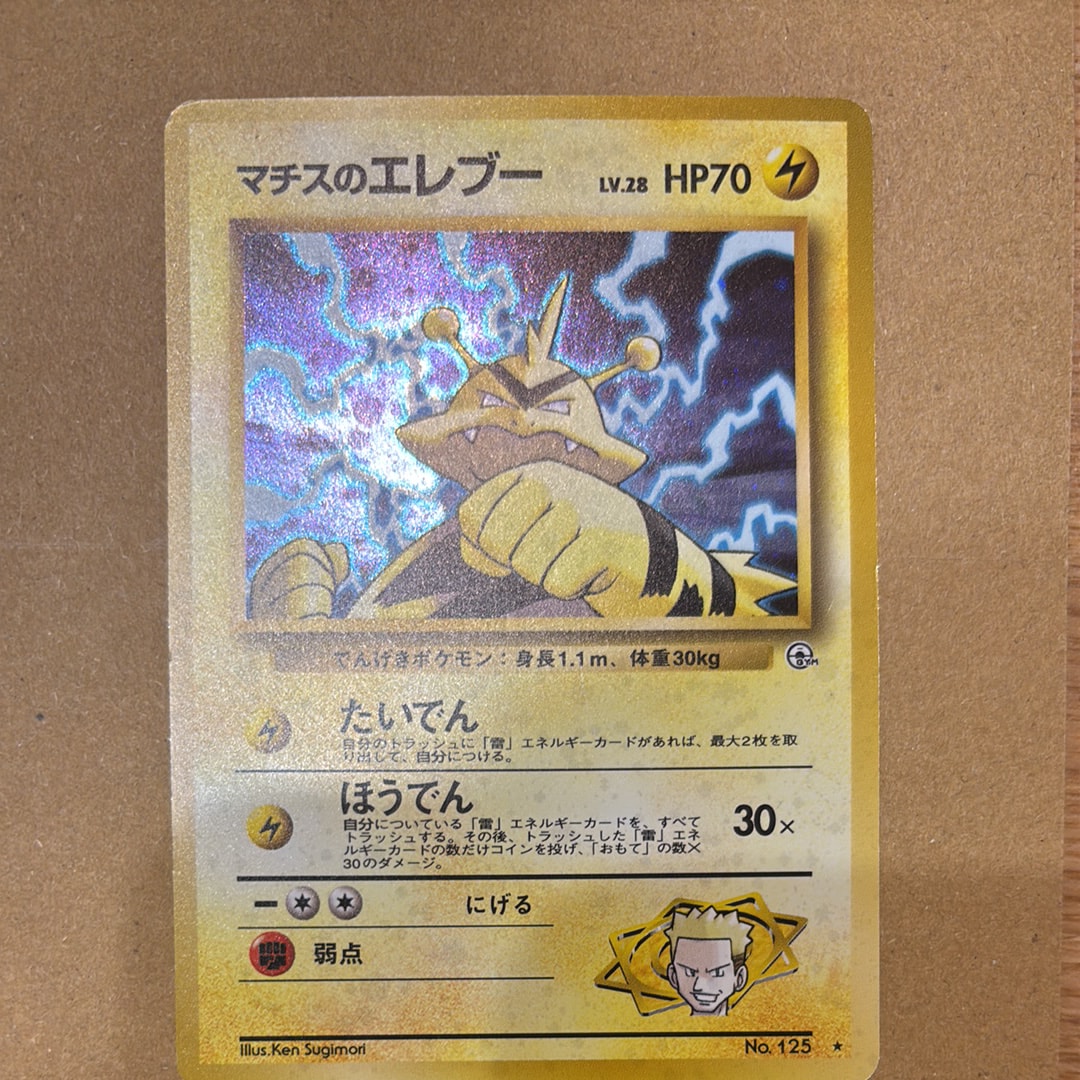 マチスのエレブー LV.28 HP70
でんげきポケモン：身長1.1m、体重30kg
GYM
たいでん
自分のトラッシュに「雷」エネルギーカードがあれば、最大2枚を取
り出して、自分につける。
ほうでん 30×
自分についている「雷」エネルギーカードを、すべて
トラッシュする。その後、トラッシュした「雷」エネ
ルギーカードの数だけコインを投げ、「おもて」の数×
30のダメージ。
にげる
弱点
Illus.Ken Sugimori No. 125 ★